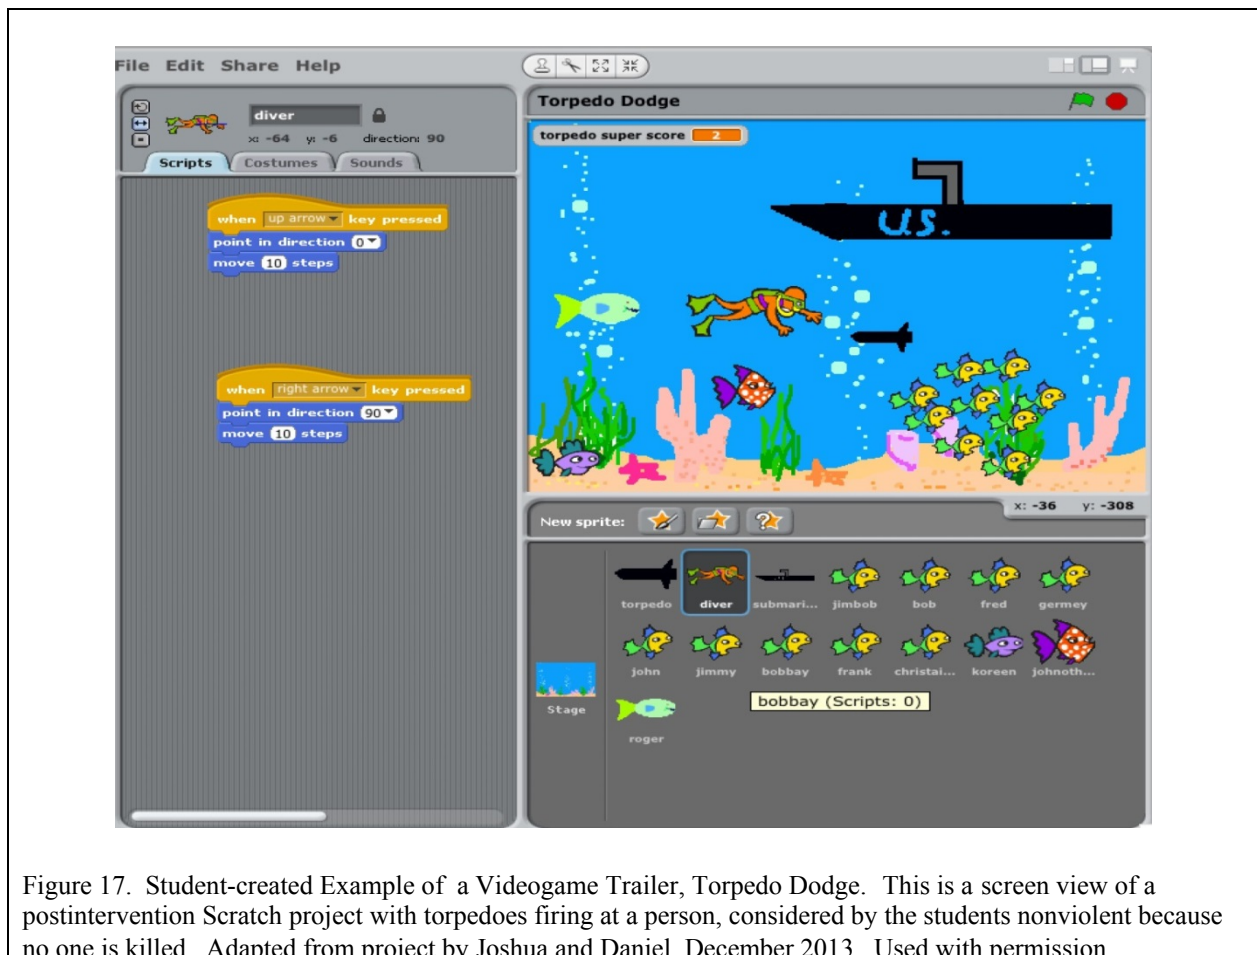 File Edit Share Help
diver
x: -64 y: -6 direction: 90
Scripts Costumes Sounds
when up arrow key pressed
point in direction 0
move 10 steps
when right arrow key pressed
point in direction 90
move 10 steps
Torpedo Dodge
torpedo super score 2
U.S.
x: -36 y: -308
New sprite:
torpedo diver submari... jimbob bob fred germey
john jimmy bobbay frank christai... koreen johnoth...
Stage
bobbay (Scripts: 0)
roger
Figure 17. Student-created Example of a Videogame Trailer, Torpedo Dodge. This is a screen view of a
postintervention Scratch project with torpedoes firing at a person, considered by the students nonviolent because
no one is killed. Adapted from project by Joshua and Daniel, December 2013. Used with permission